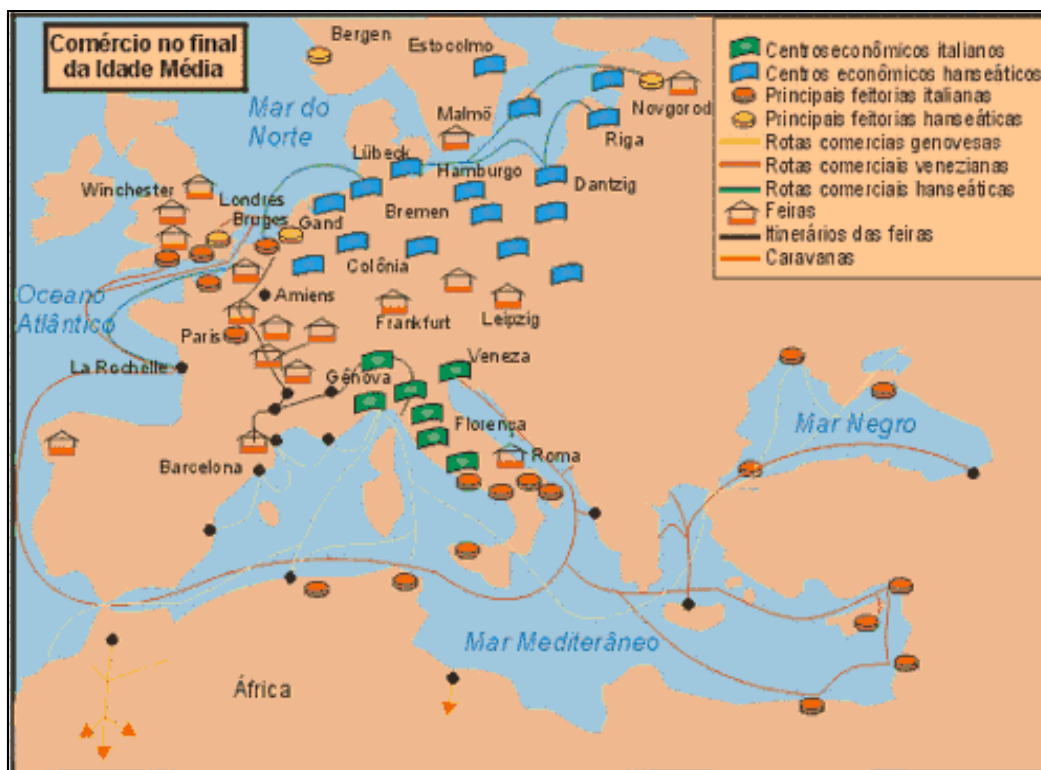 Comércio no final
da Idade Média
Bergen
Estocolmo
Mar do
Norte
Malmö
Novgorod
Riga
Lübeck
Hamburgo
Dantzig
Winchester
Londres
Bruges
Gand
Bremen
Colônia
Oceano
Atlântico
Amiens
Paris
Frankfurt
Leipzig
La Rochelle
Gênova
Veneza
Florença
Roma
Barcelona
Mar Negro
Mar Mediterâneo
África
Centros econômicos italianos
Centros econômicos hanseáticos
Principais feitorias italianas
Principais feitorias hanseáticas
Rotas comercias genovesas
Rotas comerciais venezianas
Rotas comerciais hanseáticas
Feiras
Itinerários das feiras
Caravanas